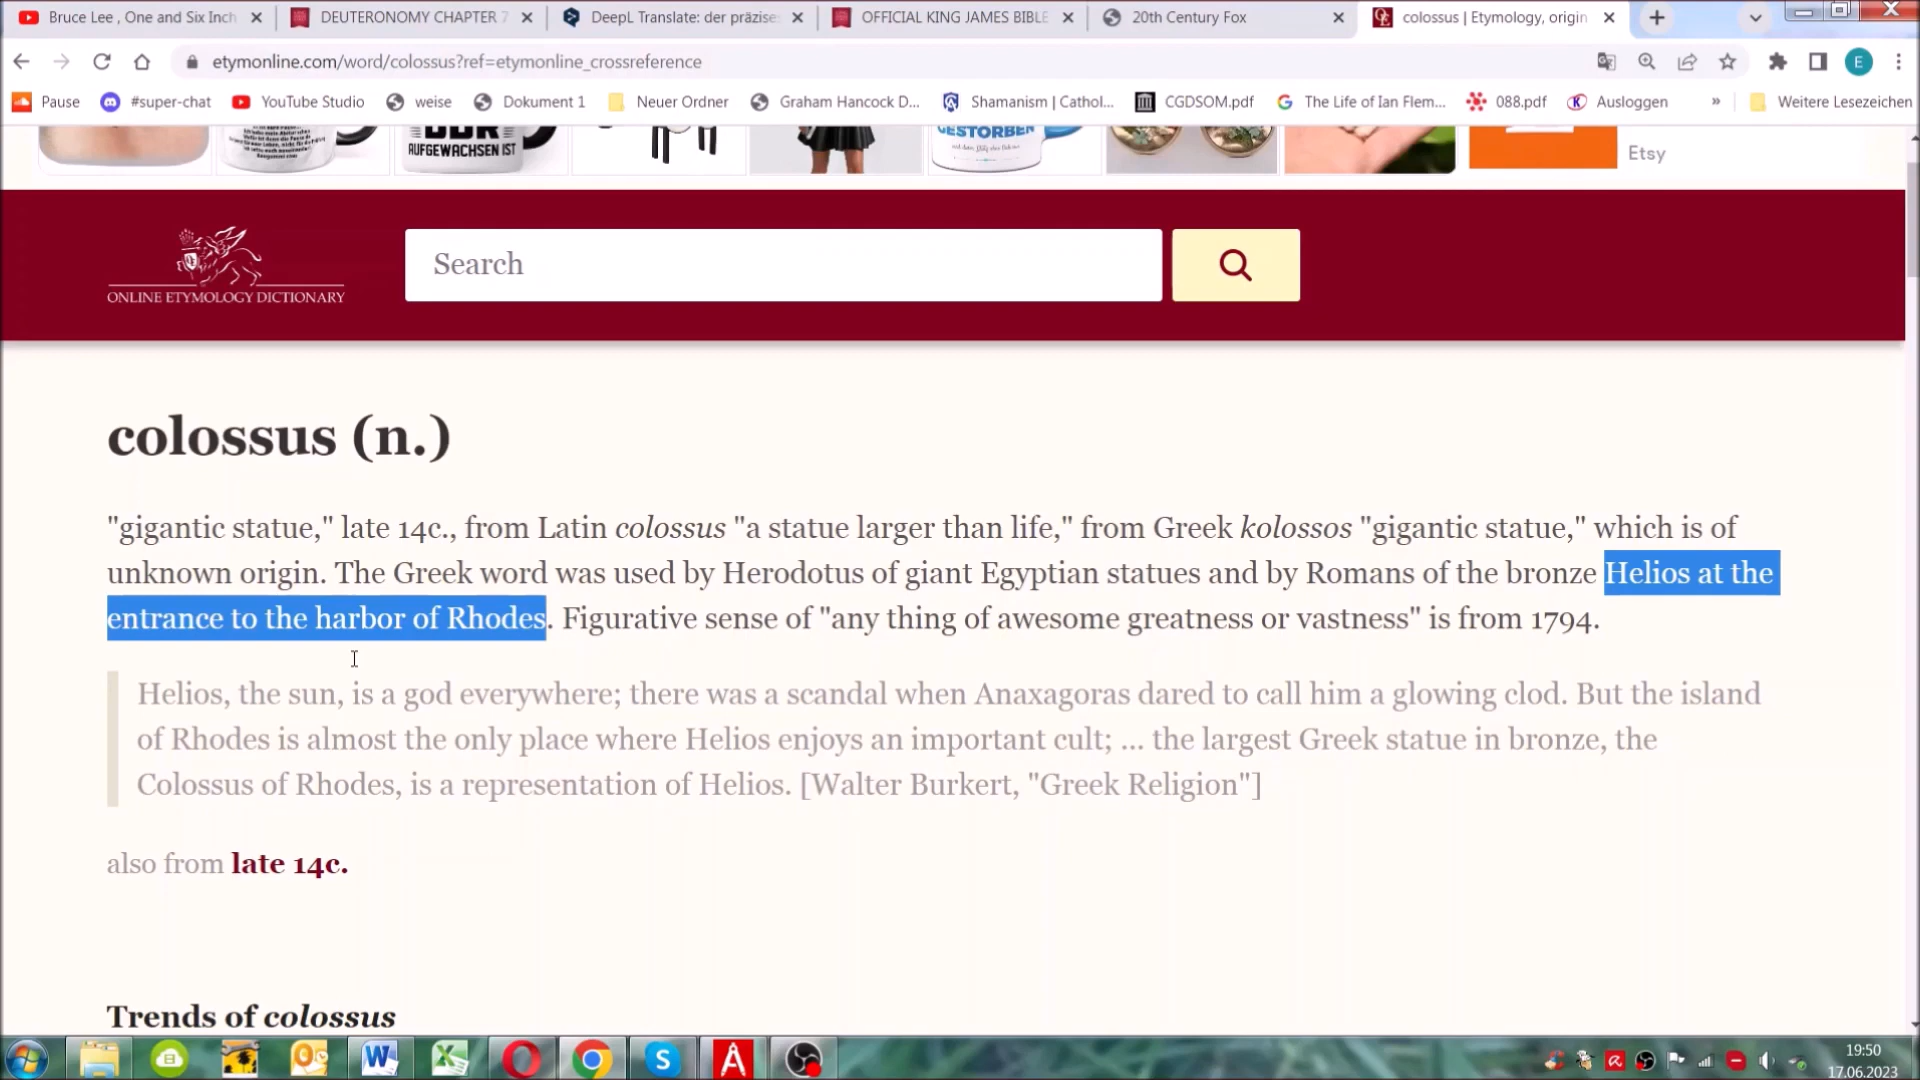 Bruce Lee , One and Six Inch
DEUTERONOMY CHAPTER 7
DeepL Translate: der präzise
OFFICIAL KING JAMES BIBLE
20th Century Fox
colossus | Etymology, origin
etymonline.com/word/colossus?ref=etymonline_crossreference
E
Pause
#super-chat
YouTube Studio
weise
Dokument 1
Neuer Ordner
Graham Hancock D...
Shamanism | Cathol...
CGDSOM.pdf
The Life of Ian Flem...
088.pdf
Ausloggen
»
Weitere Lesezeichen
DDR
AUFGEWACHSEN IST
GESTORBEN
Etsy
ONLINE ETYMOLOGY DICTIONARY
Search
colossus (n.)
"gigantic statue," late 14c., from Latin colossus "a statue larger than life," from Greek kolossos "gigantic statue," which is of
unknown origin. The Greek word was used by Herodotus of giant Egyptian statues and by Romans of the bronze Helios at the
entrance to the harbor of Rhodes. Figurative sense of "any thing of awesome greatness or vastness" is from 1794.
Helios, the sun, is a god everywhere; there was a scandal when Anaxagoras dared to call him a glowing clod. But the island
of Rhodes is almost the only place where Helios enjoys an important cult; ... the largest Greek statue in bronze, the
Colossus of Rhodes, is a representation of Helios. [Walter Burkert, "Greek Religion"]
also from late 14c.
Trends of colossus
19:50
17.06.2023